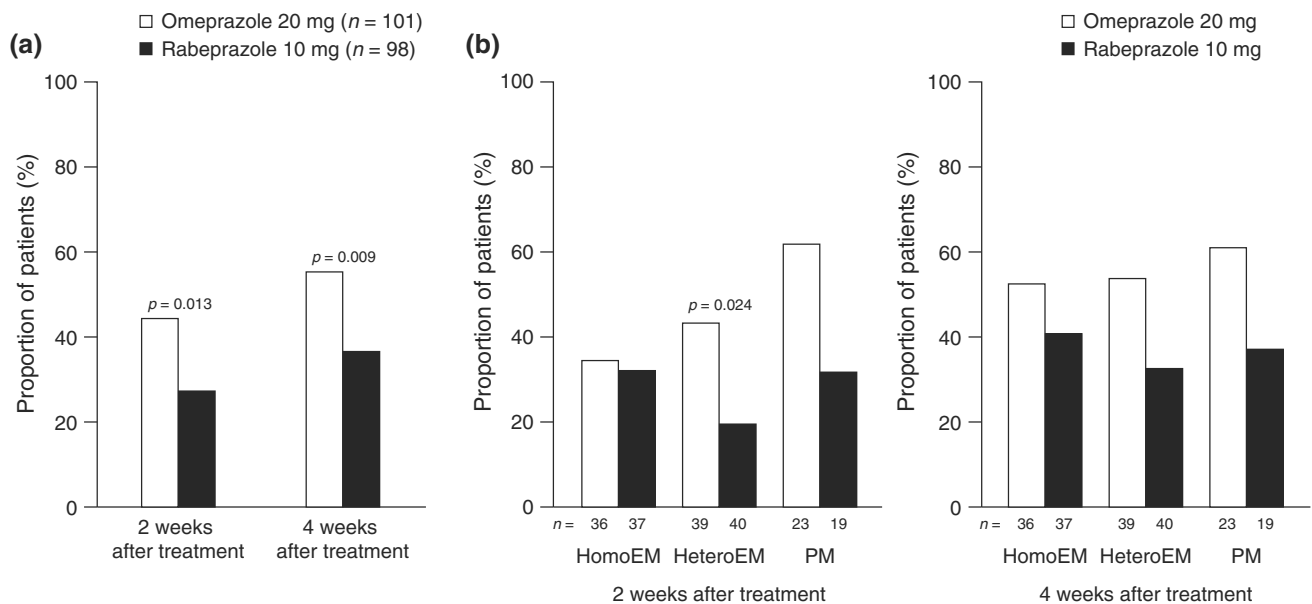 (a)
Omeprazole 20 mg (n = 101)
Rabeprazole 10 mg (n = 98)
Proportion of patients (%)
100
80
60
40
20
0
p = 0.013
p = 0.009
2 weeks
after treatment
4 weeks
after treatment
(b)
Proportion of patients (%)
100
80
60
40
20
0
p = 0.024
n = 36 37 39 40 23 19
HomoEM HeteroEM PM
2 weeks after treatment
Omeprazole 20 mg
Rabeprazole 10 mg
Proportion of patients (%)
100
80
60
40
20
0
n = 36 37 39 40 23 19
HomoEM HeteroEM PM
4 weeks after treatment